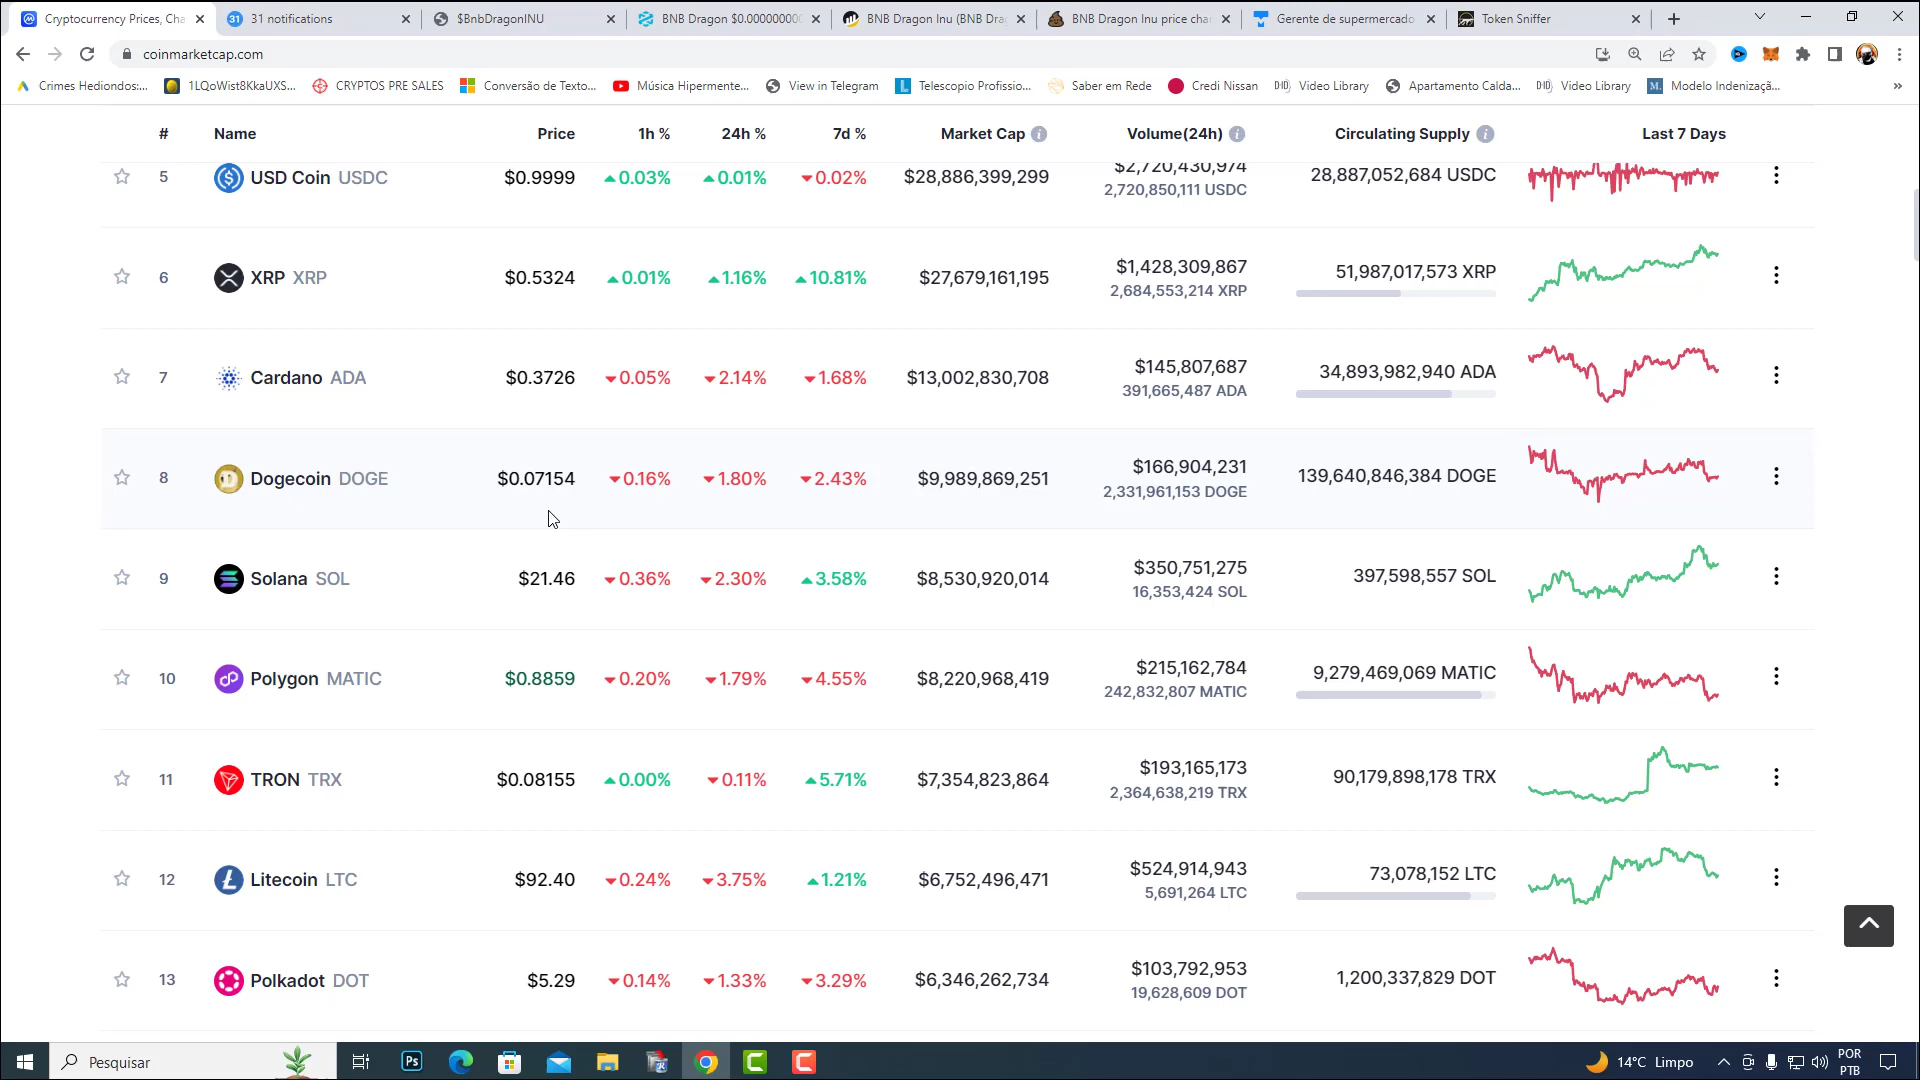 Cryptocurrency Prices, Cha
31 notifications
$BnbDragonINU
BNB Dragon $0.000000000
BNB Dragon Inu (BNB Dra
BNB Dragon Inu price cha
Gerente de supermercado
Token Sniffer
coinmarketcap.com
Crimes Hediondos:...
1LQoWist8KkaUXS...
CRYPTOS PRE SALES
Conversão de Texto...
Música Hipermente...
View in Telegram
Telescopio Profissio...
Saber em Rede
Credi Nissan
Video Library
Apartamento Calda...
Video Library
Modelo Indenizaçã...
»
# Name Price 1h % 24h % 7d % Market Cap Volume(24h) Circulating Supply Last 7 Days
5 USD Coin USDC $0.9999 0.03% 0.01% 0.02% $28,886,399,299 $2,720,430,974 28,887,052,684 USDC
2,720,850,111 USDC
6 XRP XRP $0.5324 0.01% 1.16% 10.81% $27,679,161,195 $1,428,309,867 51,987,017,573 XRP
2,684,553,214 XRP
7 Cardano ADA $0.3726 0.05% 2.14% 1.68% $13,002,830,708 $145,807,687 34,893,982,940 ADA
391,665,487 ADA
8 Dogecoin DOGE $0.07154 0.16% 1.80% 2.43% $9,989,869,251 $166,904,231 139,640,846,384 DOGE
2,331,961,153 DOGE
9 Solana SOL $21.46 0.36% 2.30% 3.58% $8,530,920,014 $350,751,275 397,598,557 SOL
16,353,424 SOL
10 Polygon MATIC $0.8859 0.20% 1.79% 4.55% $8,220,968,419 $215,162,784 9,279,469,069 MATIC
242,832,807 MATIC
11 TRON TRX $0.08155 0.00% 0.11% 5.71% $7,354,823,864 $193,165,173 90,179,898,178 TRX
2,364,638,219 TRX
12 Litecoin LTC $92.40 0.24% 3.75% 1.21% $6,752,496,471 $524,914,943 73,078,152 LTC
5,691,264 LTC
13 Polkadot DOT $5.29 0.14% 1.33% 3.29% $6,346,262,734 $103,792,953 1,200,337,829 DOT
19,628,609 DOT
Pesquisar
Ps
14°C Limpo
POR
PTB